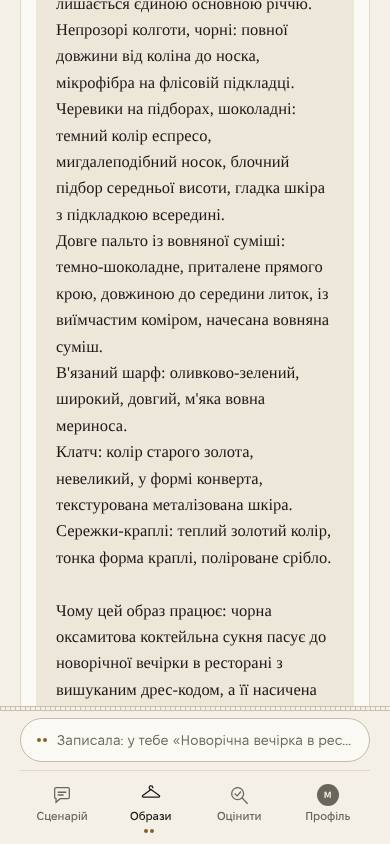 лишається єдиною основною річчю.
Непрозорі колготи, чорні: повної
довжини від коліна до носка,
мікрофібра на флісовій підкладці.
Черевики на підборах, шоколадні:
темний колір еспресо,
мигдалеподібний носок, блочний
підбор середньої висоти, гладка шкіра
з підкладкою всередині.
Довге пальто із вовняної суміші:
темно-шоколадне, приталене прямого
крою, довжиною до середини литок, із
виїмчастим коміром, начесана вовняна
суміш.
В'язаний шарф: оливково-зелений,
широкий, довгий, м'яка вовна
мериноса.
Клатч: колір старого золота,
невеликий, у формі конверта,
текстурована металізована шкіра.
Сережки-краплі: теплий золотий колір,
тонка форма краплі, поліроване срібло.
Чому цей образ працює: чорна
оксамитова коктейльна сукня пасує до
новорічної вечірки в ресторані з
вишуканим дрес-кодом, а її насичена
Записала: у тебе «Новорічна вечірка в рес...
Сценарій
Образи
Оцінити
М
Профіль